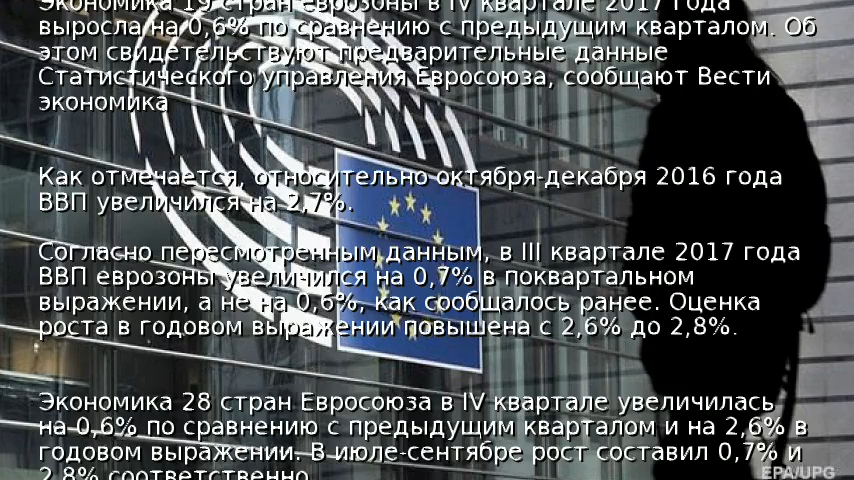 Экономика 19 стран еврозоны в IV квартале 2017 года
выросла на 0,6% по сравнению с предыдущим кварталом. Об
этом свидетельствуют предварительные данные
Статистического управления Евросоюза, сообщают Вести
экономика
Как отмечается, относительно октября-декабря 2016 года
ВВП увеличился на 2,7%.
Согласно пересмотренным данным, в III квартале 2017 года
ВВП еврозоны увеличился на 0,7% в поквартальном
выражении, а не на 0,6%, как сообщалось ранее. Оценка
роста в годовом выражении повышена с 2,6% до 2,8%.
Экономика 28 стран Евросоюза в IV квартале увеличилась
на 0,6% по сравнению с предыдущим кварталом и на 2,6% в
годовом выражении. В июле-сентябре рост составил 0,7% и
2,8% соответственно
EPA/UPG